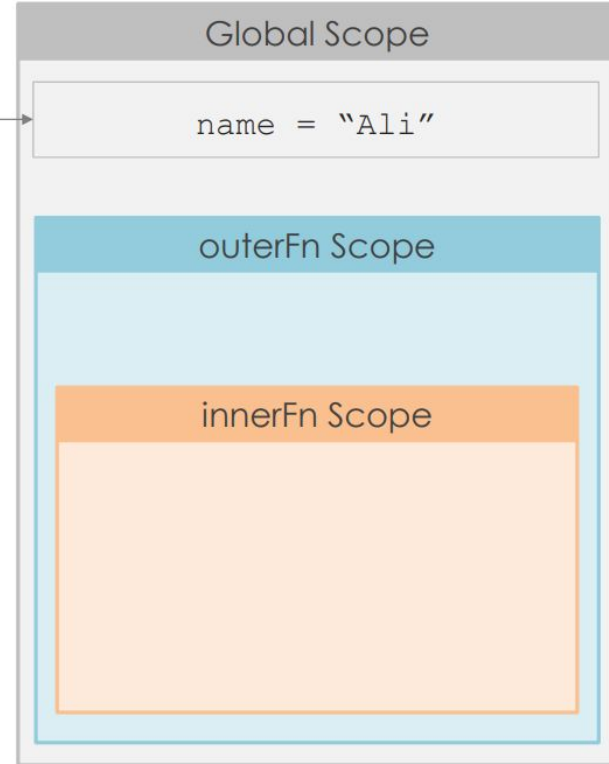 Global Scope
name = “Ali”
outerFn Scope
innerFn Scope